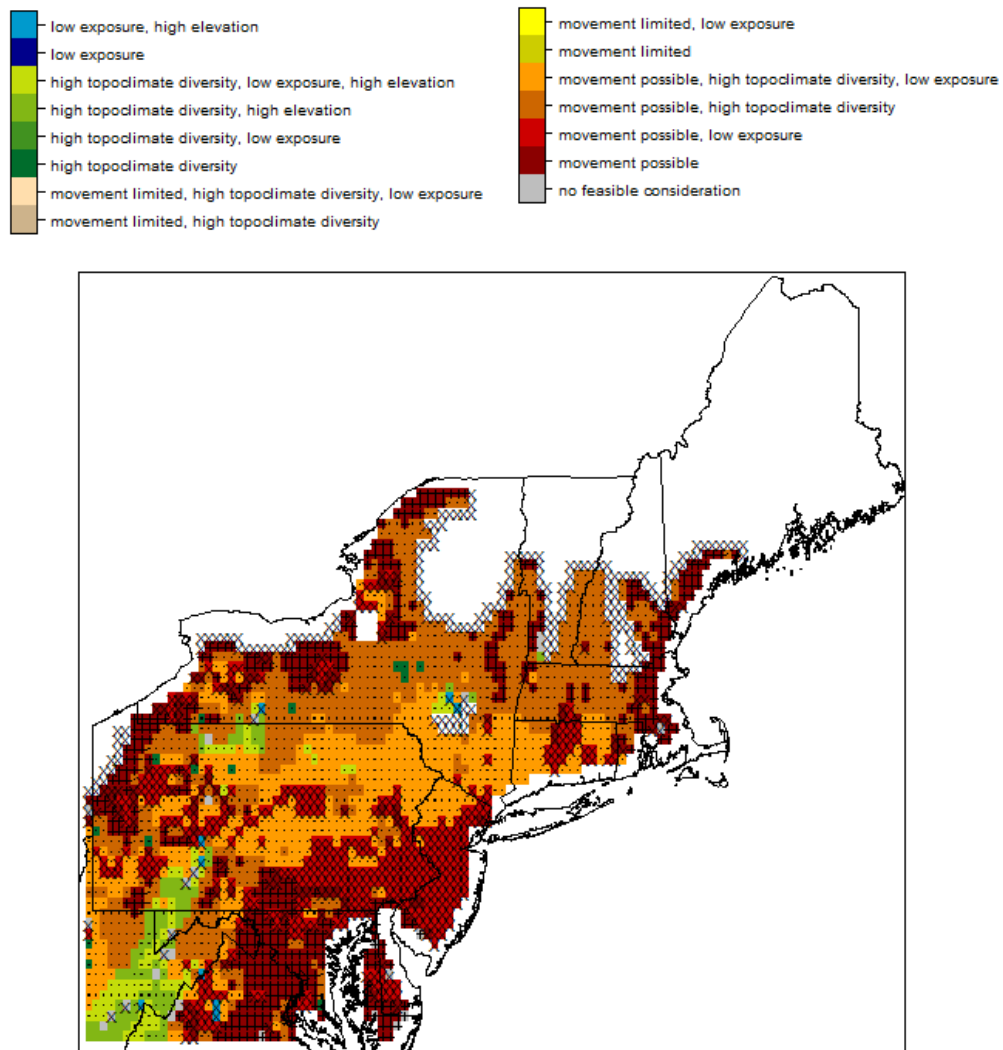 low exposure, high elevation
low exposure
high topoclimate diversity, low exposure, high elevation
high topoclimate diversity, high elevation
high topoclimate diversity, low exposure
high topoclimate diversity
movement limited, high topoclimate diversity, low exposure
movement limited, high topoclimate diversity
movement limited, low exposure
movement limited
movement possible, high topoclimate diversity, low exposure
movement possible, high topoclimate diversity
movement possible, low exposure
movement possible
no feasible consideration